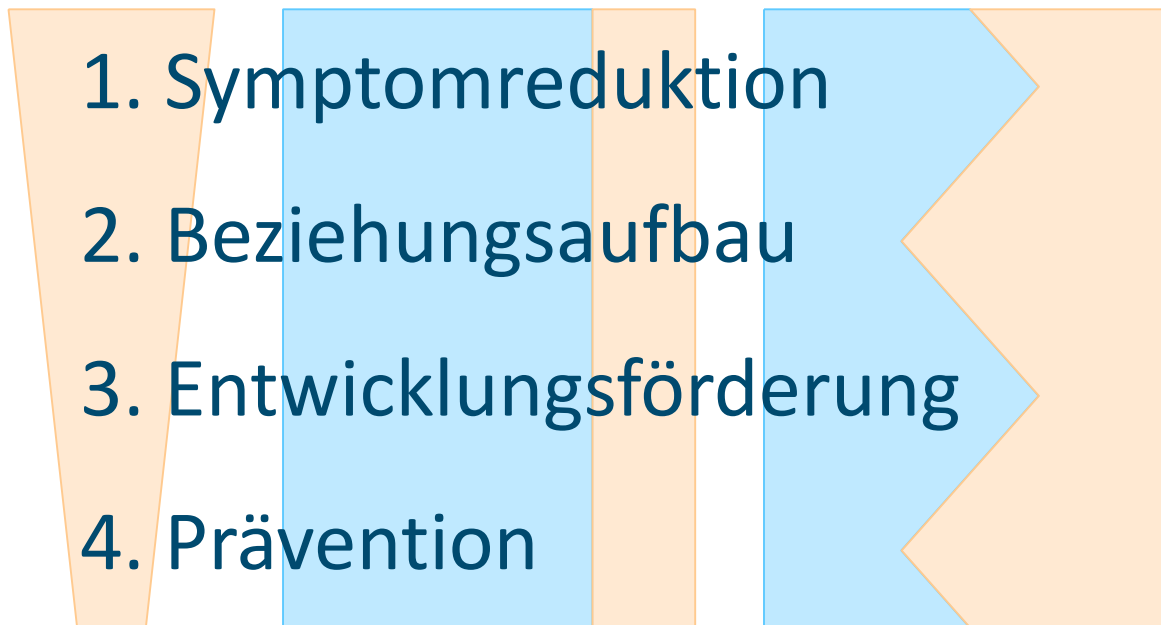 1. Symptomreduktion
2. Beziehungsaufbau
3. Entwicklungsförderung
4. Prävention